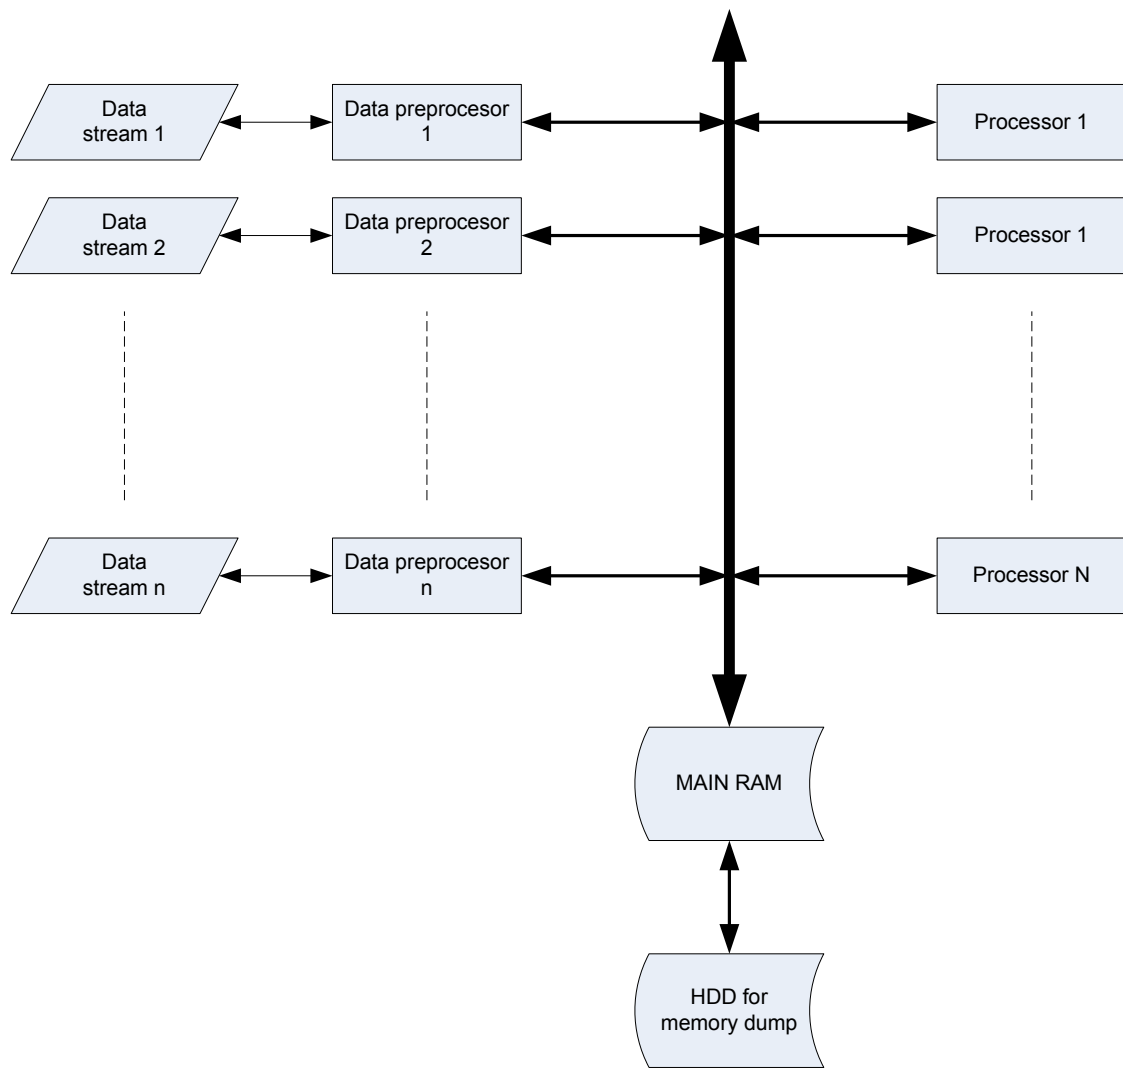 Data
stream 1
Data preprocesor
1
Processor 1
Data
stream 2
Data preprocesor
2
Processor 1
Data
stream n
Data preprocesor
n
Processor N
MAIN RAM
HDD for
memory dump